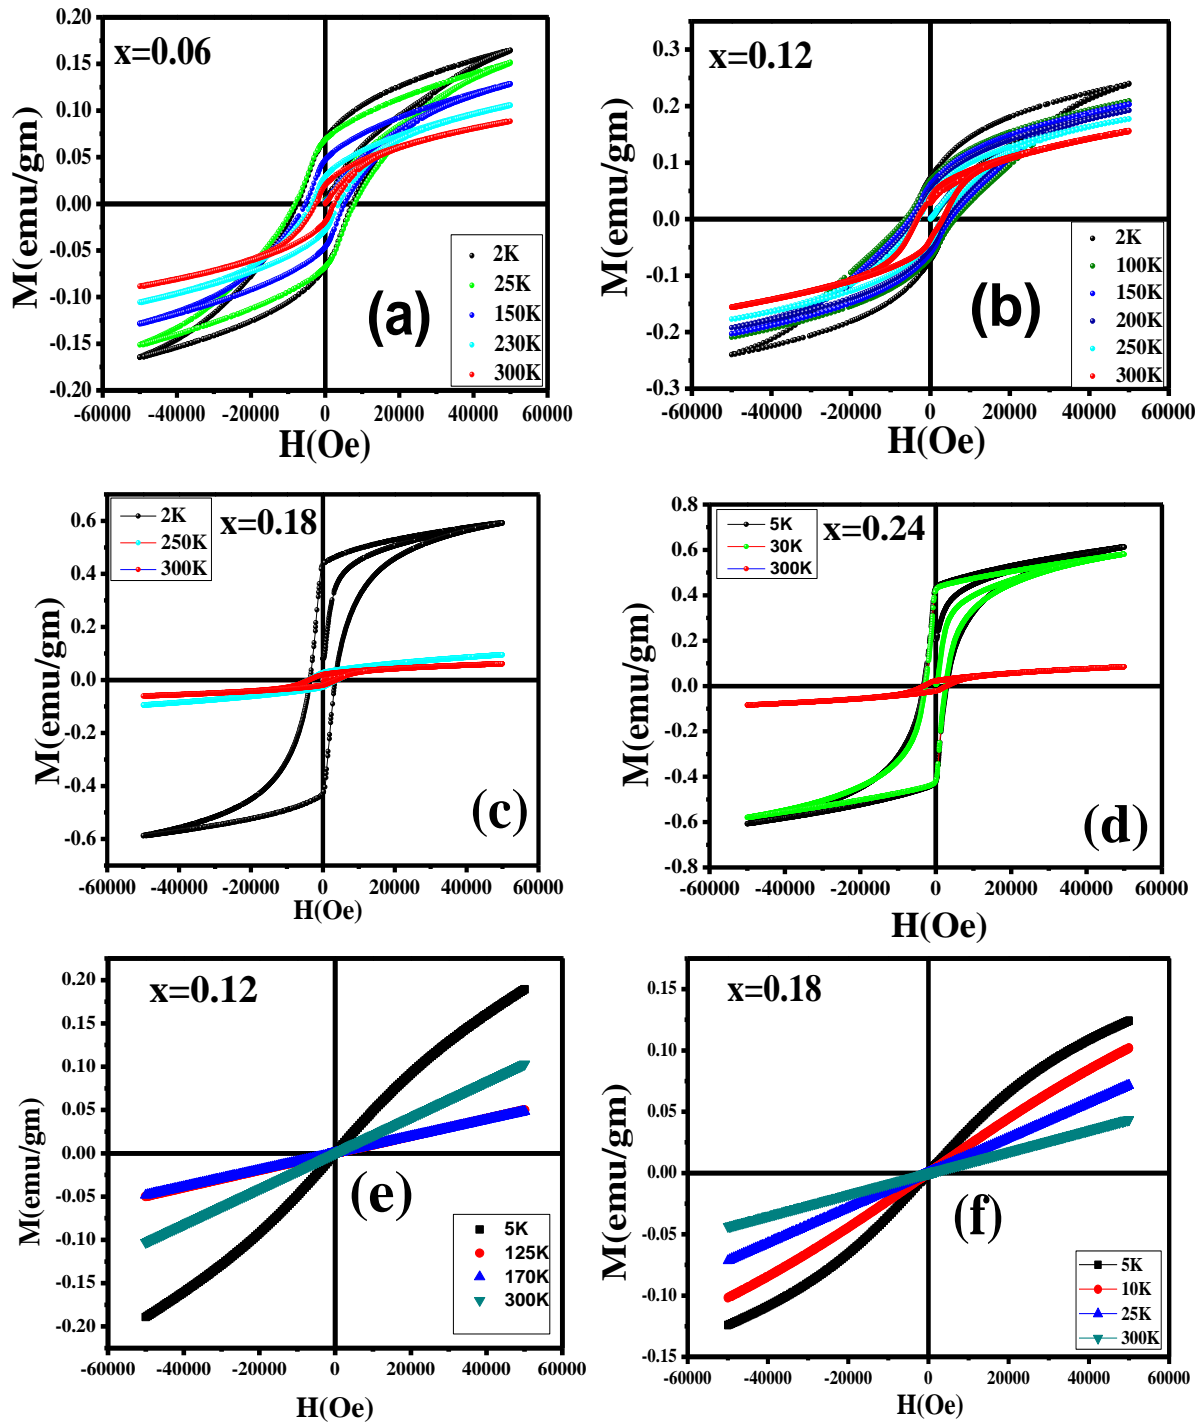 x=0.06
M(emu/gm)
0.20
0.15
0.10
0.05
0.00
-0.05
-0.10
-0.15
-0.20
2K
25K
150K
230K
300K
(a)
-60000 -40000 -20000 0 20000 40000 60000
H(Oe)
x=0.12
M(emu/gm)
0.3
0.2
0.1
0.0
-0.1
-0.2
-0.3
2K
100K
150K
200K
250K
300K
(b)
-60000 -40000 -20000 0 20000 40000 60000
H(Oe)
2K
250K
300K
x=0.18
M(emu/gm)
0.6
0.4
0.2
0.0
-0.2
-0.4
-0.6
(c)
-60000 -40000 -20000 0 20000 40000 60000
H(Oe)
5K
30K
300K
x=0.24
M(emu/gm)
0.8
0.6
0.4
0.2
0.0
-0.2
-0.4
-0.6
-0.8
(d)
-60000 -40000 -20000 0 20000 40000 60000
H(Oe)
x=0.12
M(emu/gm)
0.20
0.15
0.10
0.05
0.00
-0.05
-0.10
-0.15
-0.20
(e)
5K
125K
170K
300K
-60000 -40000 -20000 0 20000 40000 60000
H(Oe)
x=0.18
M(emu/gm)
0.15
0.10
0.05
0.00
-0.05
-0.10
-0.15
(f)
5K
10K
25K
300K
-60000 -40000 -20000 0 20000 40000 60000
H(Oe)